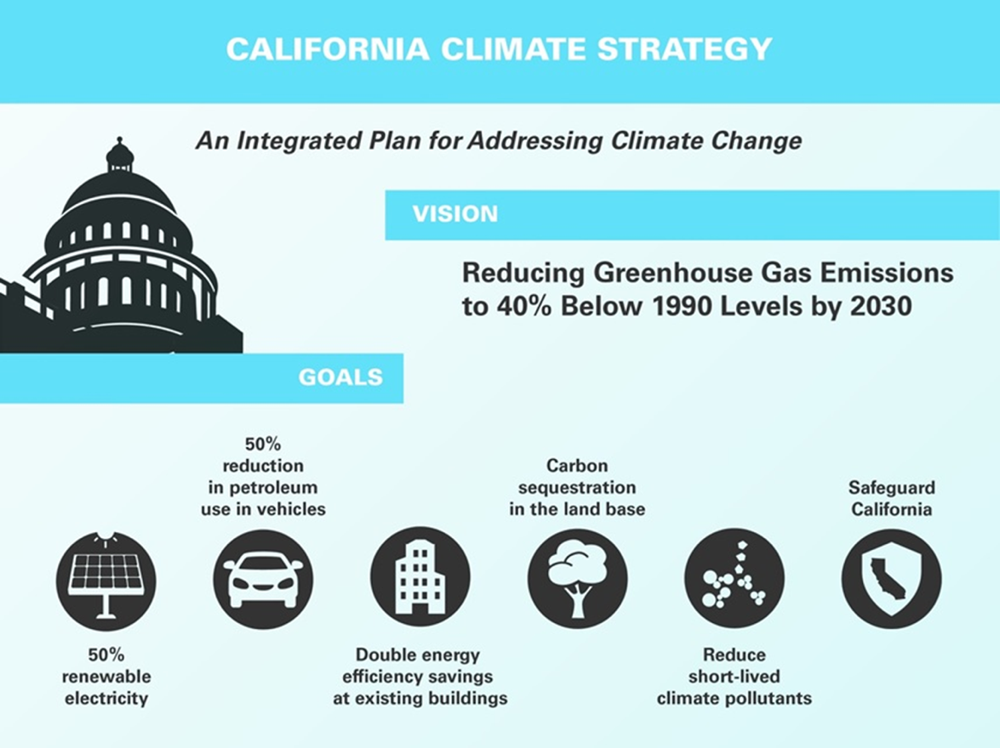 CALIFORNIA CLIMATE STRATEGY
An Integrated Plan for Addressing Climate Change
VISION
Reducing Greenhouse Gas Emissions
to 40% Below 1990 Levels by 2030
GOALS
50%
renewable
electricity
50%
reduction
in petroleum
use in vehicles
Double energy
efficiency savings
at existing buildings
Carbon
sequestration
in the land base
Reduce
short-lived
climate pollutants
Safeguard
California